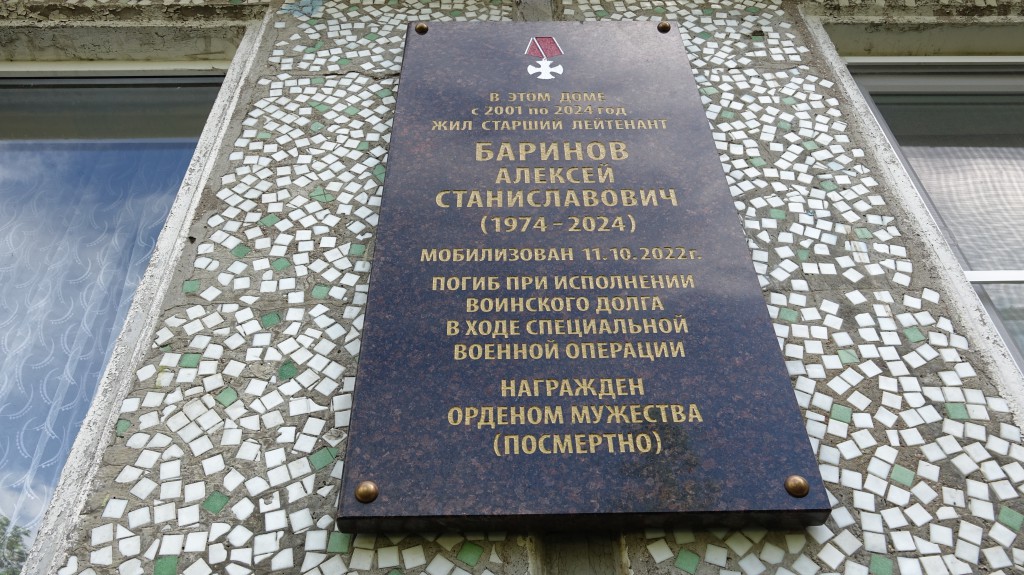 В ЭТОМ ДОМЕ
с 2001 по 2024 год
ЖИЛ СТАРШИЙ ЛЕЙТЕНАНТ
БАРИНОВ
АЛЕКСЕЙ
СТАНИСЛАВОВИЧ
(1974-2024)
МОБИЛИЗОВАН 11.10.2022г.
ПОГИБ ПРИ ИСПОЛНЕНИИ
ВОИНСКОГО ДОЛГА
В ХОДЕ СПЕЦИАЛЬНОЙ
ВОЕННОЙ ОПЕРАЦИИ
НАГРАЖДЕН
ОРДЕНОМ МУЖЕСТВА
(ПОСМЕРТНО)